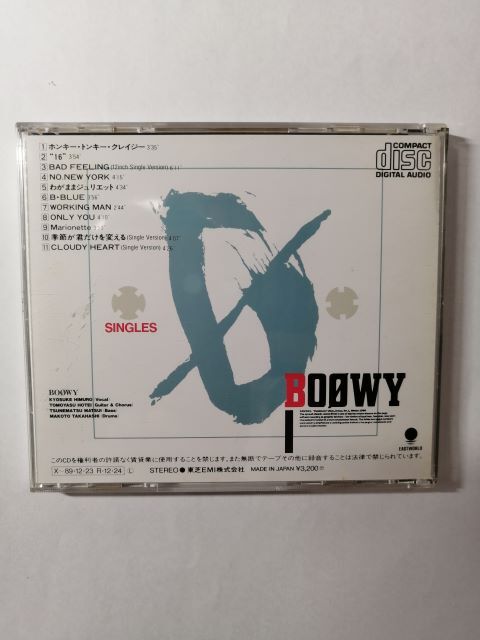 1 ホンキー・トンキー・クレイジー 3'35"
2 "16" 3'54"
3 BAD FEELING (12inch Single Version) 6'11"
4 NO. NEW YORK 4'15"
5 わがままジュリエット 4'34"
6 B・BLUE 3'56"
7 WORKING MAN 2'44"
8 ONLY YOU
9 Marionette
10 季節が君だけを変える (Single Version)
11 CLOUDY HEART (Single Version)
COMPACT
disc
DIGITAL AUDIO
SINGLES
BOØWY
BOØWY
KYOSUKE HIMURO (Vocal)
TOMOYASU HOTEI (Guitar & Chorus)
TSUNEMATSU MATSUI (Bass)
MAKOTO TAKAHASHI (Drums)
EASTWORLD
このCDを権利者の許諾なく賃貸業に使用することを禁じます。また無断でテープその他に録音することは法律で禁じられています。
X-89-12-23 R-12-24 Ⓛ STEREO● 東芝EMI株式会社 MADE IN JAPAN ¥3,200